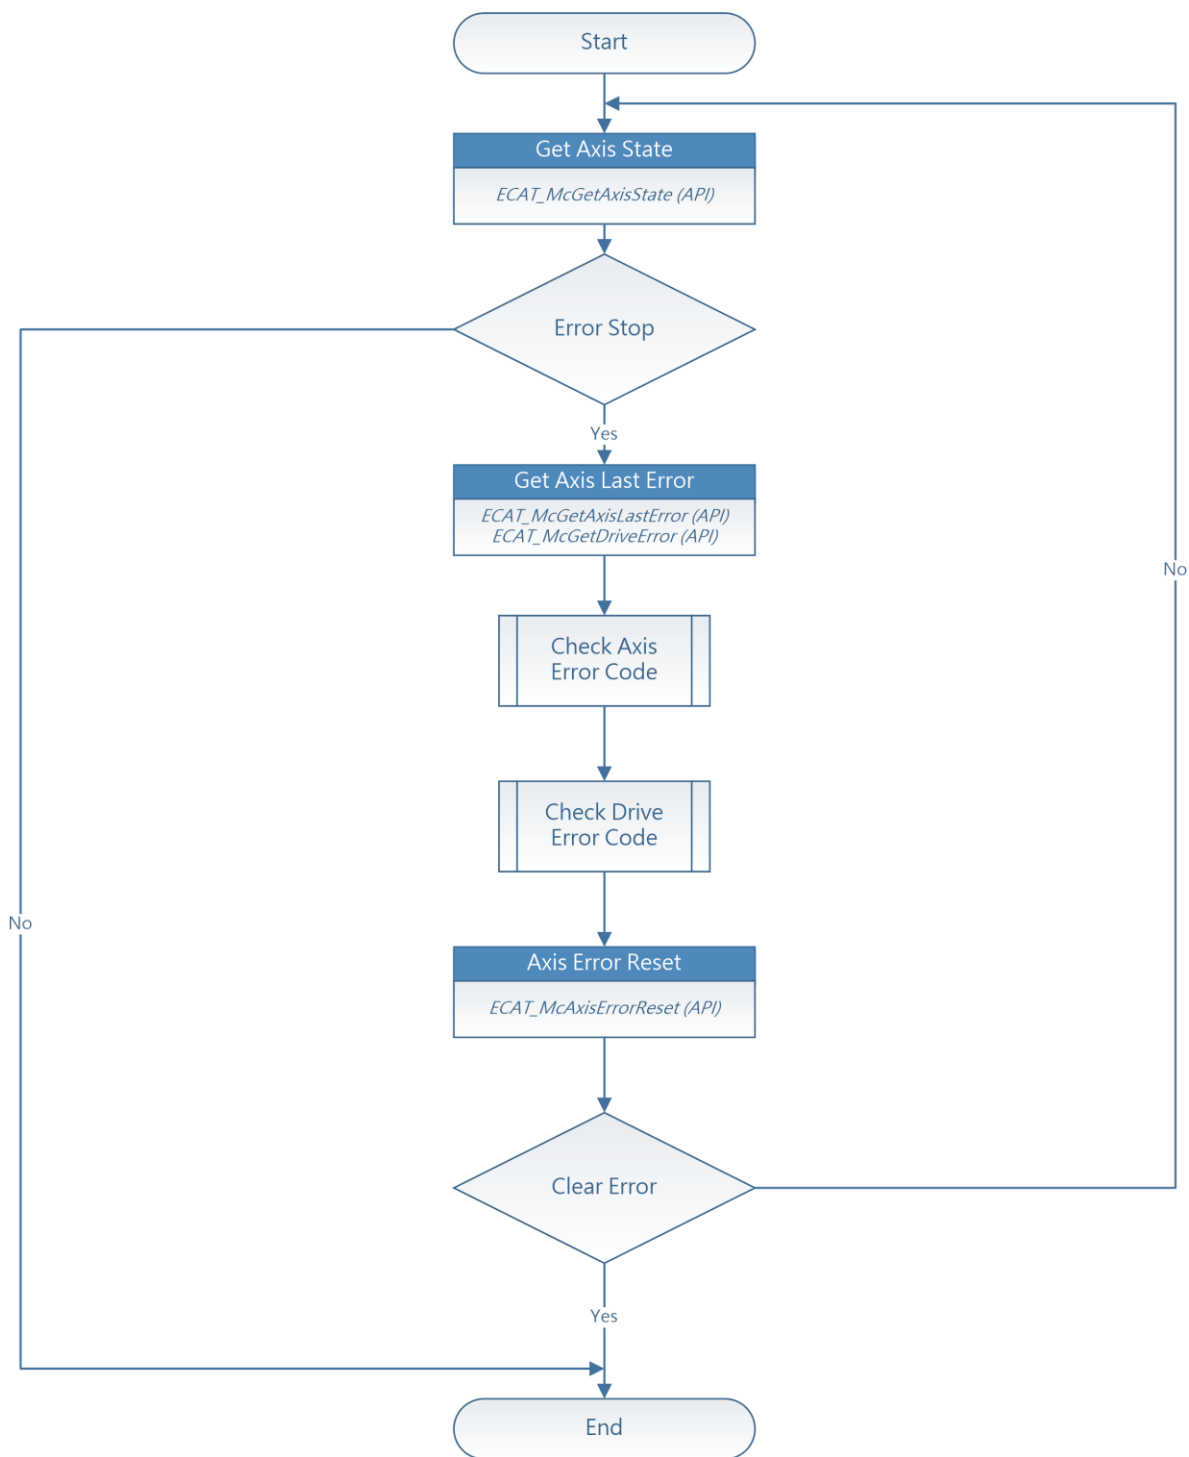 Start
Get Axis State
ECAT_McGetAxisState (API)
Error Stop
Yes
Get Axis Last Error
ECAT_McGetAxisLastError (API)
ECAT_McGetDriveError (API)
No
Check Axis
Error Code
Check Drive
Error Code
No
Axis Error Reset
ECAT_McAxisErrorReset (API)
Clear Error
Yes
End